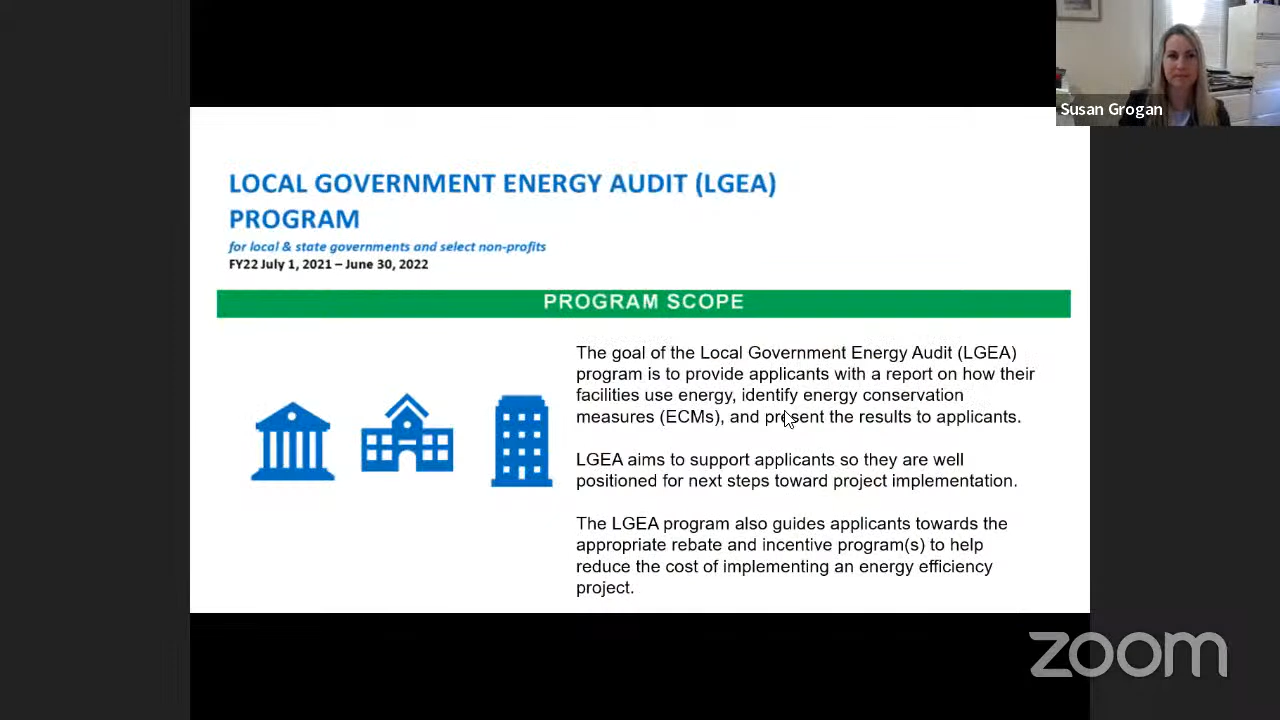 Susan Grogan
LOCAL GOVERNMENT ENERGY AUDIT (LGEA)
PROGRAM
for local & state governments and select non-profits
FY22 July 1, 2021 – June 30, 2022
PROGRAM SCOPE
The goal of the Local Government Energy Audit (LGEA)
program is to provide applicants with a report on how their
facilities use energy, identify energy conservation
measures (ECMs), and present the results to applicants.
LGEA aims to support applicants so they are well
positioned for next steps toward project implementation.
The LGEA program also guides applicants towards the
appropriate rebate and incentive program(s) to help
reduce the cost of implementing an energy efficiency
project.
zoom